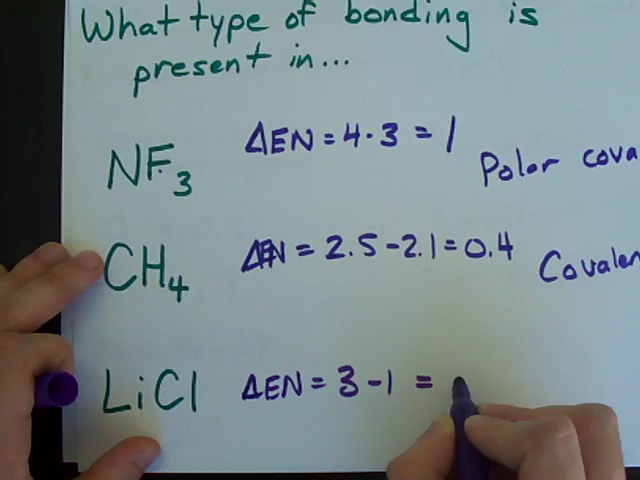 What type of bonding is
present in...
NF3 ΔEN = 4 - 3 = 1 Polar cova
CH4 ΔEN = 2.5 - 2.1 = 0.4 Covalen
LiCl ΔEN = 3 - 1 =